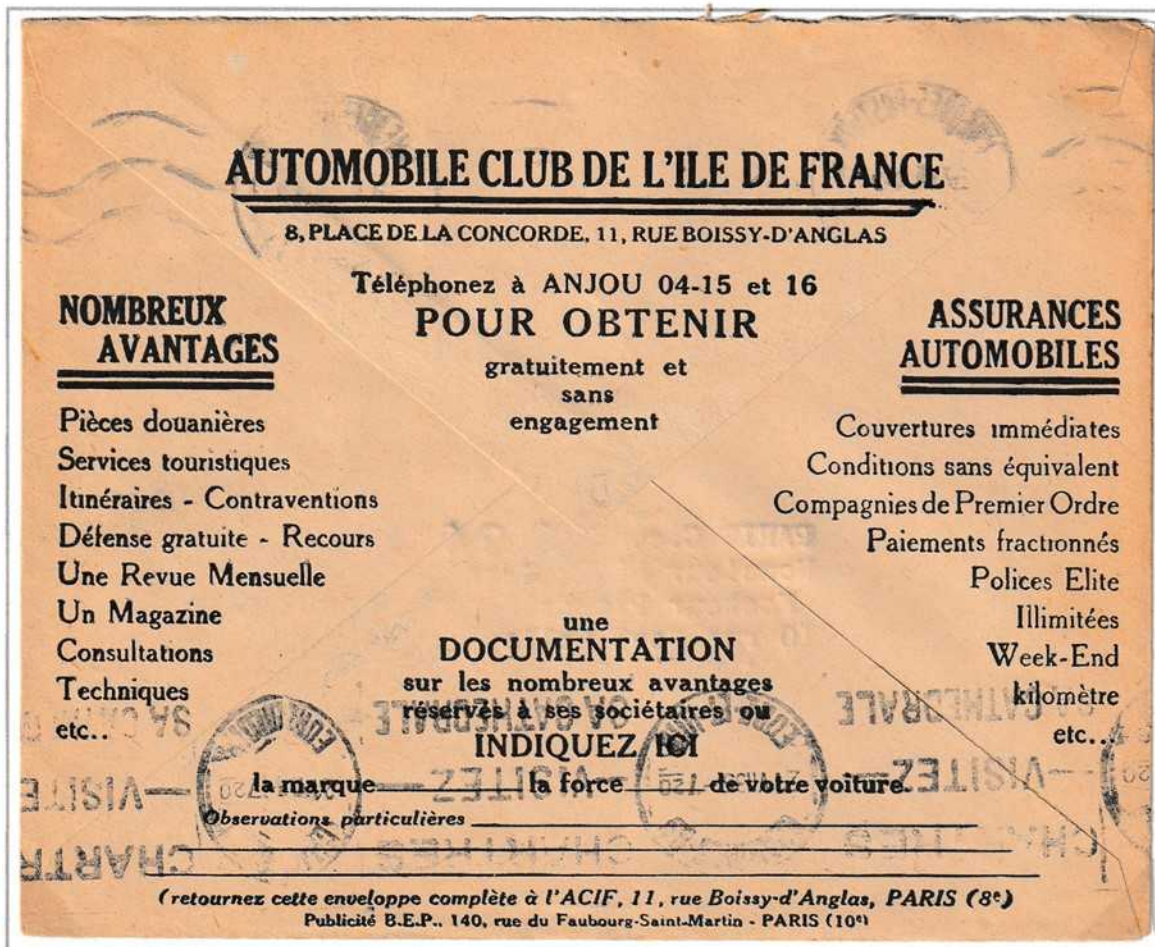 AUTOMOBILE CLUB DE L'ILE DE FRANCE
8, PLACE DE LA CONCORDE, 11, RUE BOISSY-D'ANGLAS
Téléphonez à ANJOU 04-15 et 16
POUR OBTENIR
gratuitement et
sans
engagement
NOMBREUX
AVANTAGES
Pièces douanières
Services touristiques
Itinéraires - Contraventions
Défense gratuite - Recours
Une Revue Mensuelle
Un Magazine
Consultations
Techniques
etc..
ASSURANCES
AUTOMOBILES
Couvertures immédiates
Conditions sans équivalent
Compagnies de Premier Ordre
Paiements fractionnés
Polices Elite
Illimitées
Week-End
kilomètre
etc..
une
DOCUMENTATION
sur les nombreux avantages
réservés à ses sociétaires ou
INDIQUEZ ICI
la marque la force de votre voiture.
Observations particulières
(retournez cette enveloppe complète à l'ACIF, 11, rue Boissy-d'Anglas, PARIS (8e)
Publicité B.E.P., 140, rue du Faubourg-Saint-Martin - PARIS (10e)
SA CATHEDRALE
VISITEZ
CHARTRES